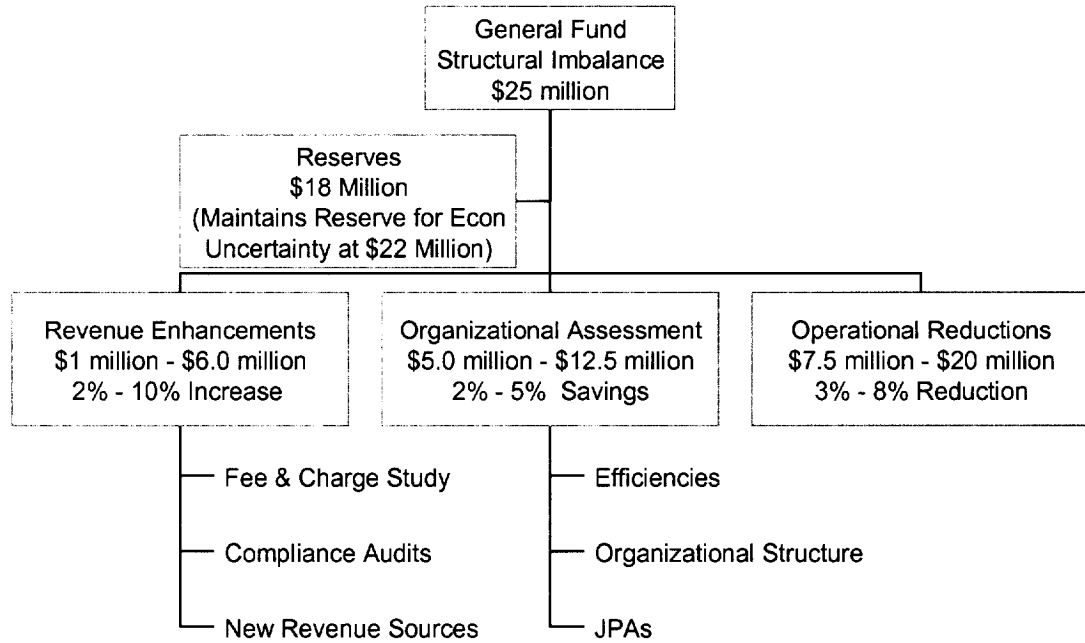 General Fund
Structural Imbalance
$25 million
Reserves
$18 Million
(Maintains Reserve for Econ
Uncertainty at $22 Million)
Revenue Enhancements
$1 million - $6.0 million
2% - 10% Increase
Organizational Assessment
$5.0 million - $12.5 million
2% - 5% Savings
Operational Reductions
$7.5 million - $20 million
3% - 8% Reduction
Fee & Charge Study
Compliance Audits
New Revenue Sources
Efficiencies
Organizational Structure
JPAs